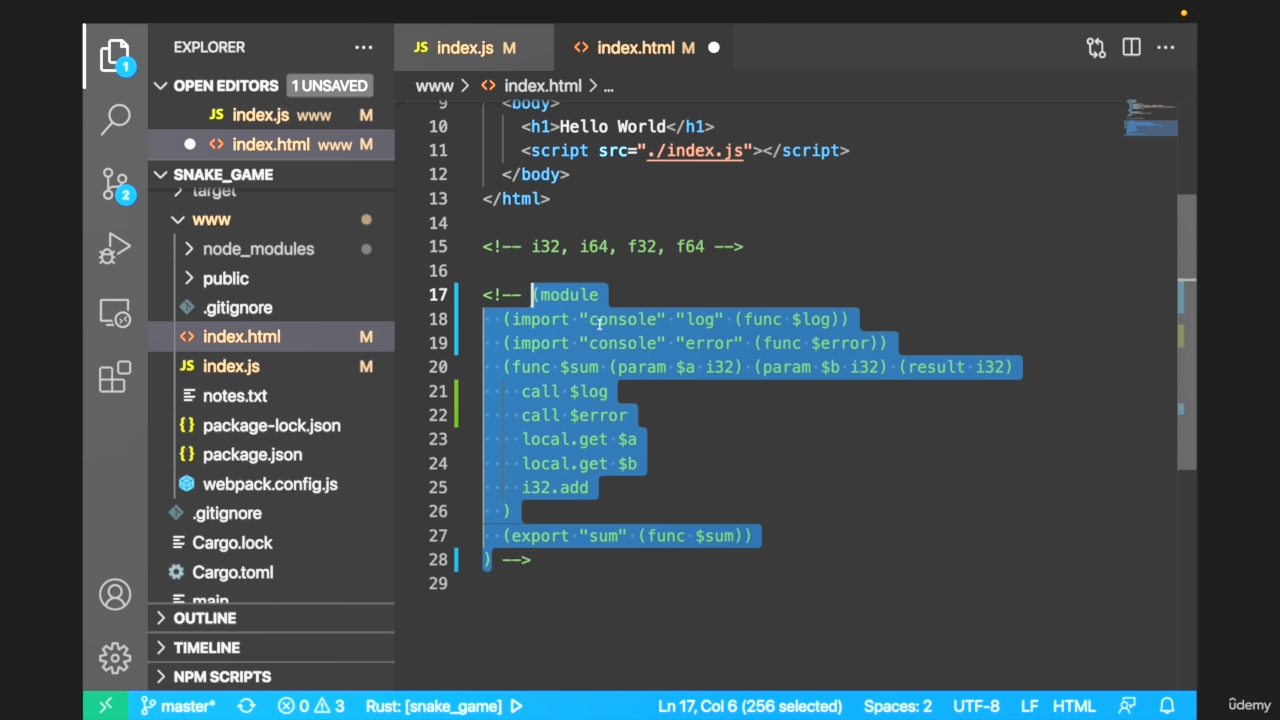 EXPLORER
OPEN EDITORS 1 UNSAVED
JS index.js www M
<> index.html www M
SNAKE_GAME
target
www
node_modules
public
.gitignore
<> index.html M
JS index.js M
notes.txt
{} package-lock.json
{} package.json
webpack.config.js
.gitignore
Cargo.lock
Cargo.toml
main
OUTLINE
TIMELINE
NPM SCRIPTS
1
2
JS index.js M
<> index.html M
www > <> index.html > ...
9 <body>
10 <h1>Hello World</h1>
11 <script src="./index.js"></script>
12 </body>
13 </html>
14
15 <!-- i32, i64, f32, f64 -->
16
17 <!-- (module
18 (import "console" "log" (func $log))
19 (import "console" "error" (func $error))
20 (func $sum (param $a i32) (param $b i32) (result i32)
21 call $log
22 call $error
23 local.get $a
24 local.get $b
25 i32.add
26 )
27 (export "sum" (func $sum))
28 ) -->
29
master* 0 3 Rust: [snake_game] Ln 17, Col 6 (256 selected) Spaces: 2 UTF-8 LF HTML
ûdemy